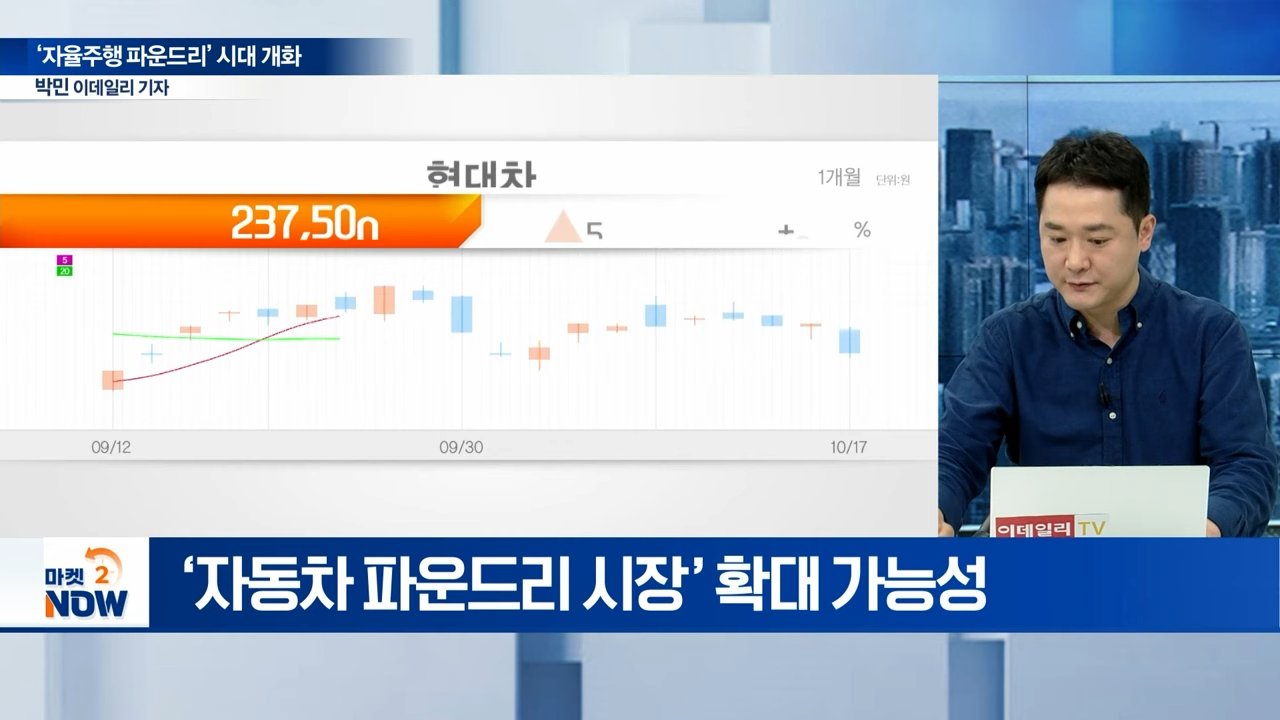 ‘자율주행 파운드리’ 시대 개화
박민 이데일리 기자
현대차
1개월 단위:원
237,50
5
+ %
5
20
09/12 09/30 10/17
이데일리 TV
마켓 2
NOW
‘자동차 파운드리 시장’ 확대 가능성